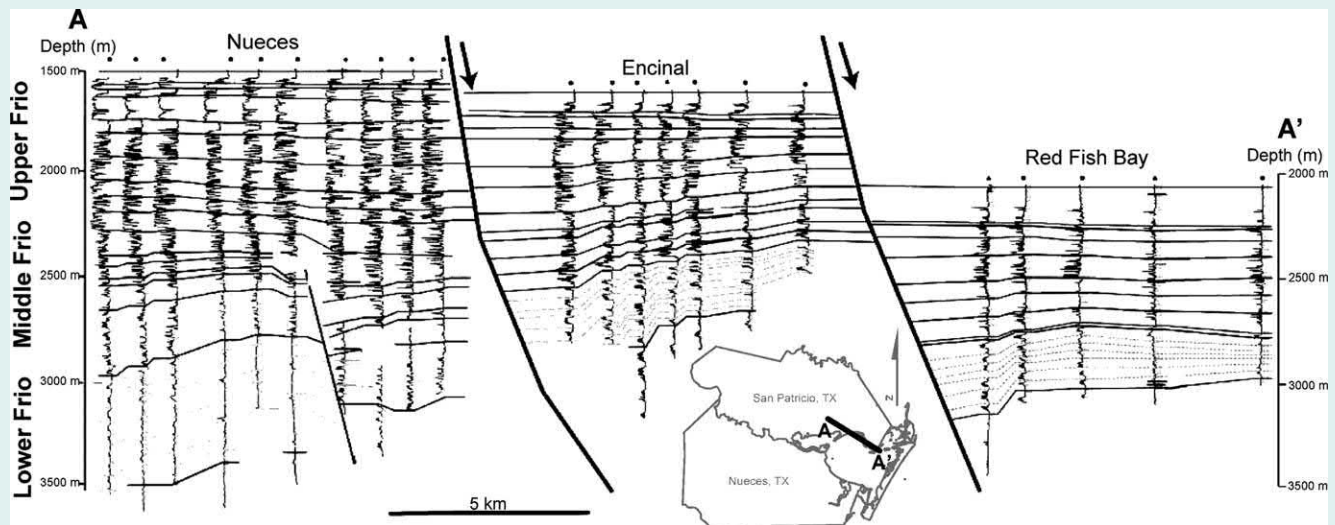 A
Depth (m)
Nueces
1500 m
2000 m
2500 m
3000 m
3500 m
Upper Frio
Middle Frio
Lower Frio
Encinal
Red Fish Bay
A'
Depth (m)
2000 m
2500 m
3000 m
3500 m
5 km
San Patricio, TX
Nueces, TX
A
A'
N